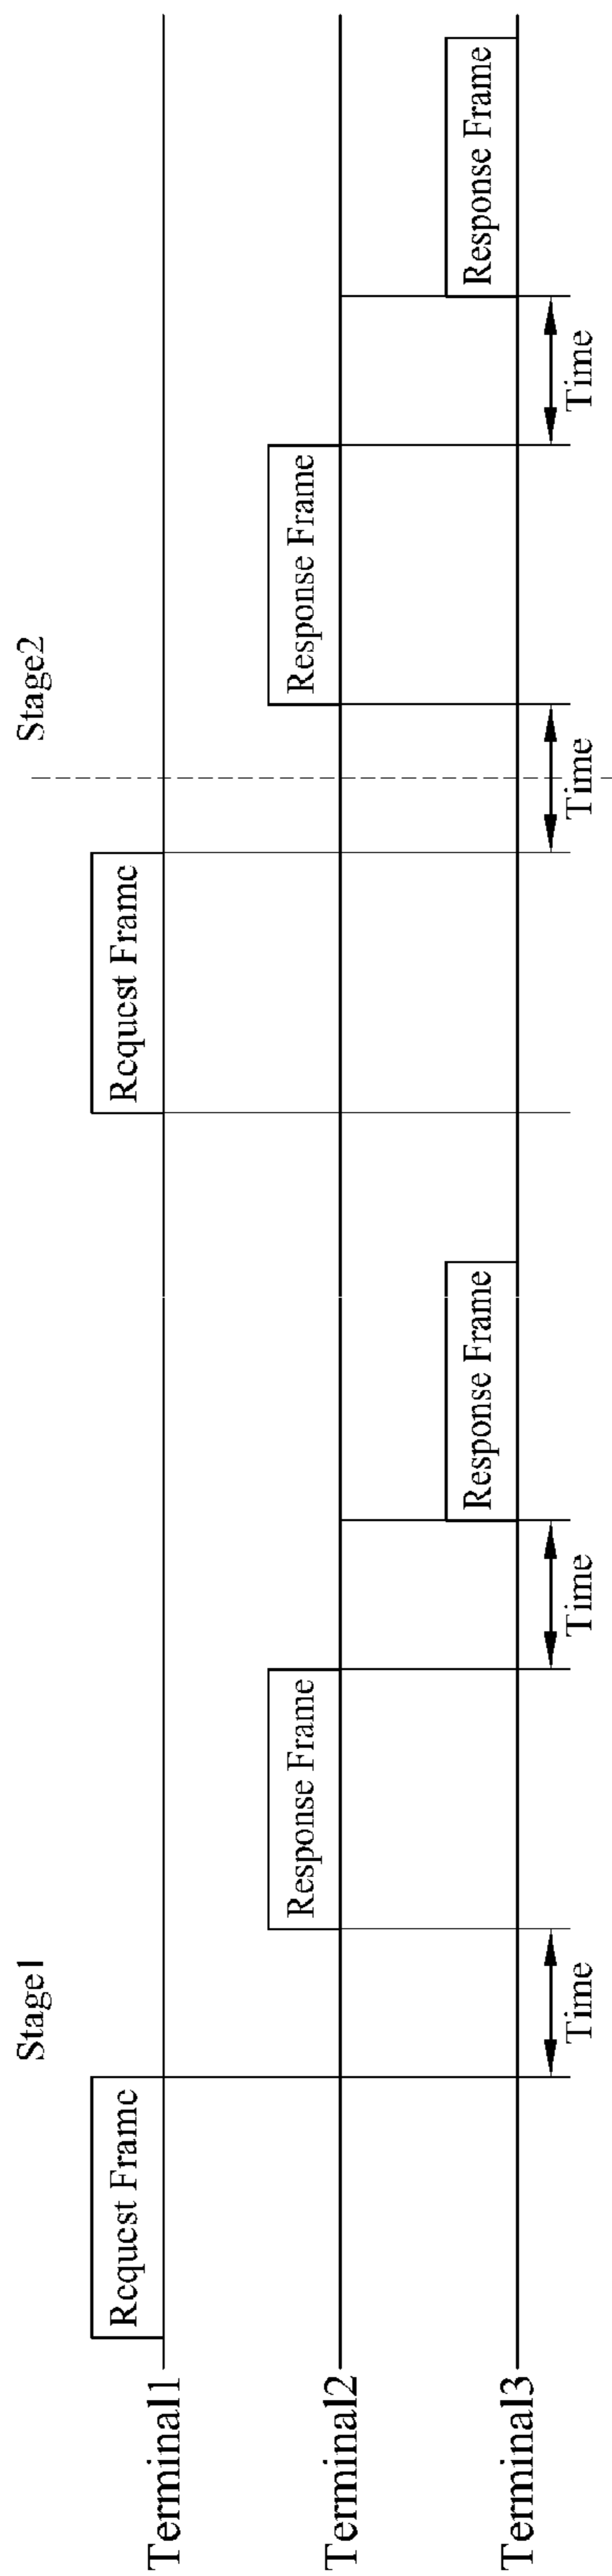 Stage1
Stage2
Terminal1
Request Frame
Request Frame
Terminal2
Response Frame
Response Frame
Terminal3
Response Frame
Response Frame
Time
Time
Time
Time